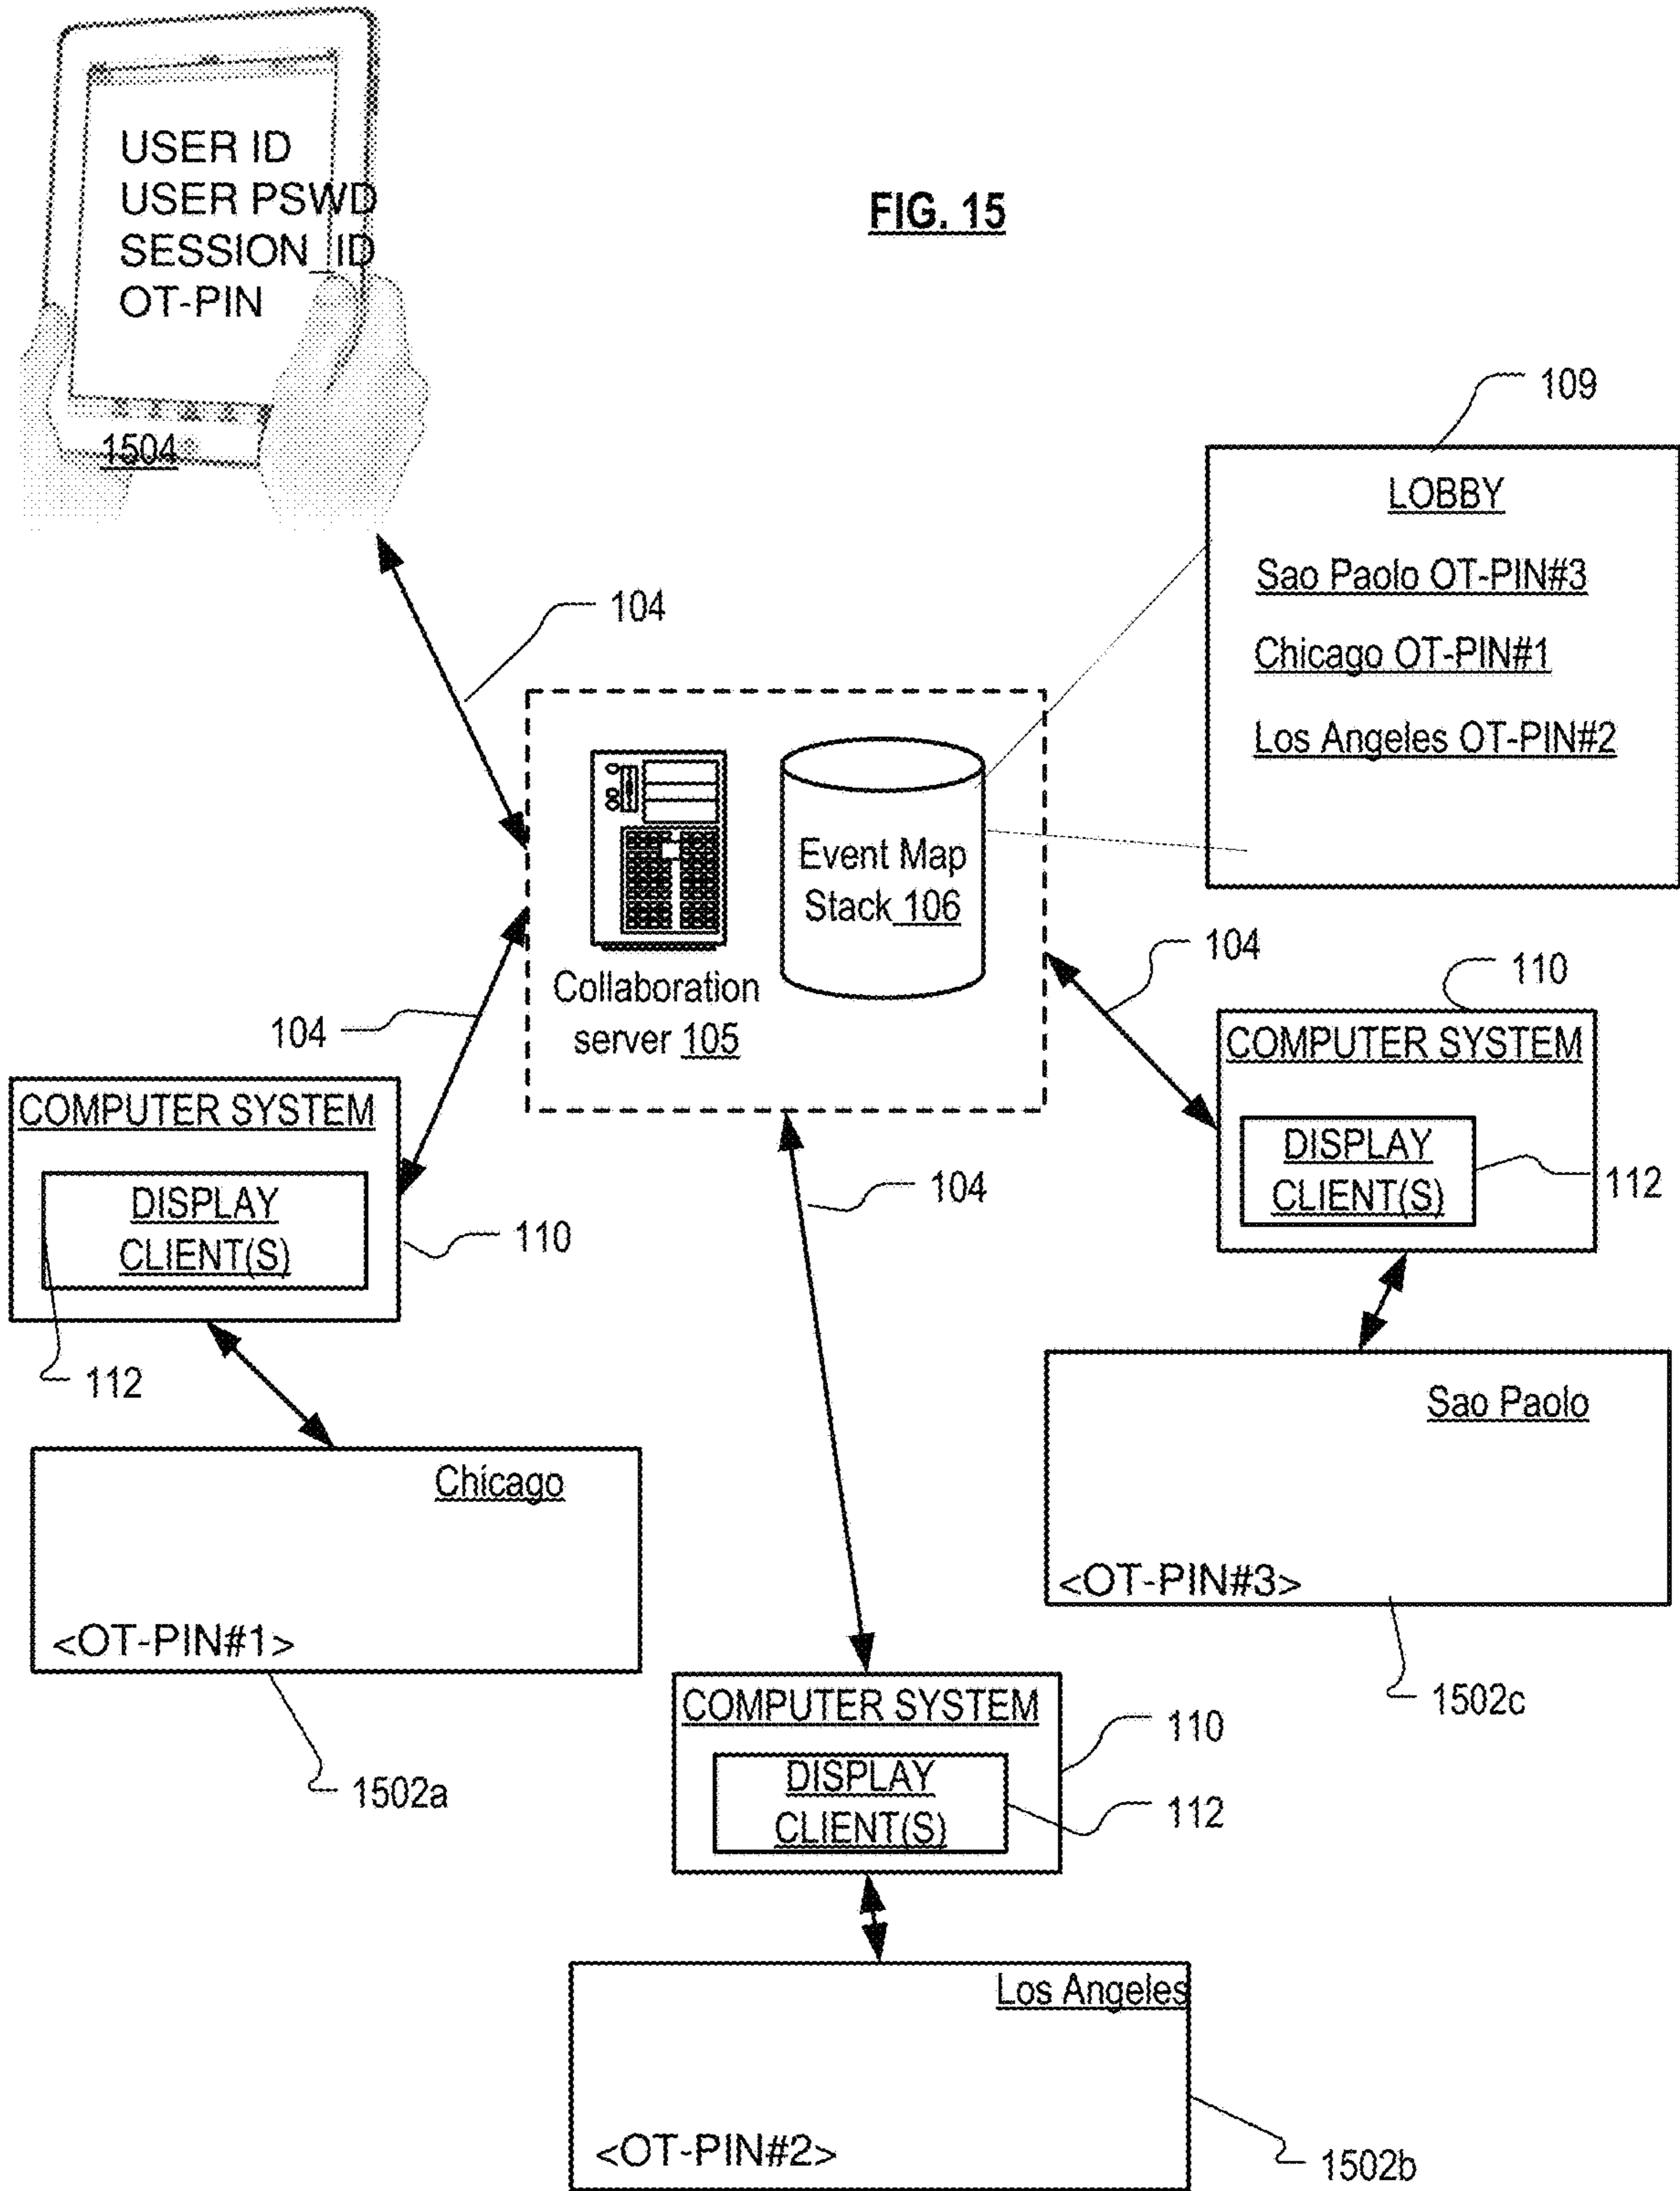 USER ID
USER PSWD
SESSION_ID
OT-PIN
1504
FIG. 15
109
LOBBY
Sao Paolo OT-PIN#3
Chicago OT-PIN#1
Los Angeles OT-PIN#2
104
Event Map
Stack 106
Collaboration
server 105
104
104
110
COMPUTER SYSTEM
DISPLAY
CLIENT(S)
112
COMPUTER SYSTEM
DISPLAY
CLIENT(S)
110
112
104
Sao Paolo
<OT-PIN#3>
1502c
Chicago
<OT-PIN#1>
1502a
COMPUTER SYSTEM
DISPLAY
CLIENT(S)
110
112
Los Angeles
<OT-PIN#2>
1502b